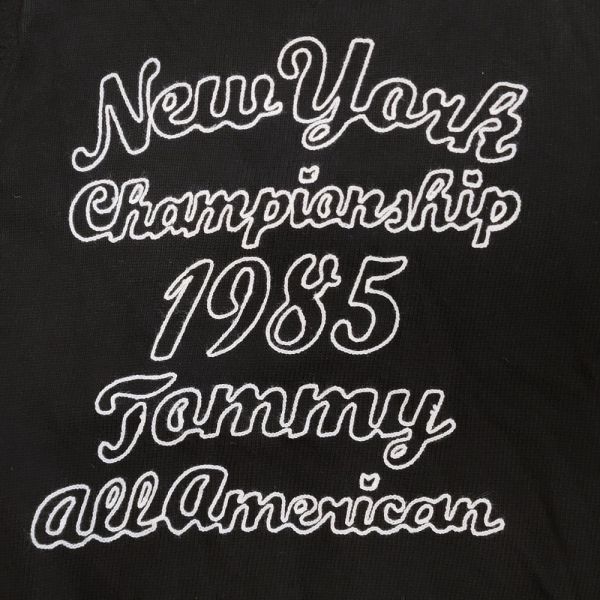 New York
Championship
1985
Tommy
All American